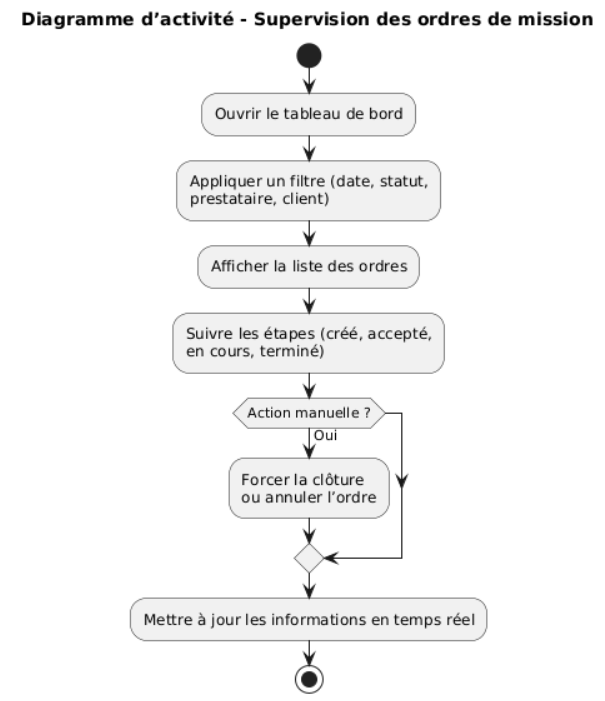 Diagramme d’activité - Supervision des ordres de mission
Ouvrir le tableau de bord
Appliquer un filtre (date, statut,
prestataire, client)
Afficher la liste des ordres
Suivre les étapes (créé, accepté,
en cours, terminé)
Action manuelle ?
Oui
Forcer la clôture
ou annuler l’ordre
Mettre à jour les informations en temps réel